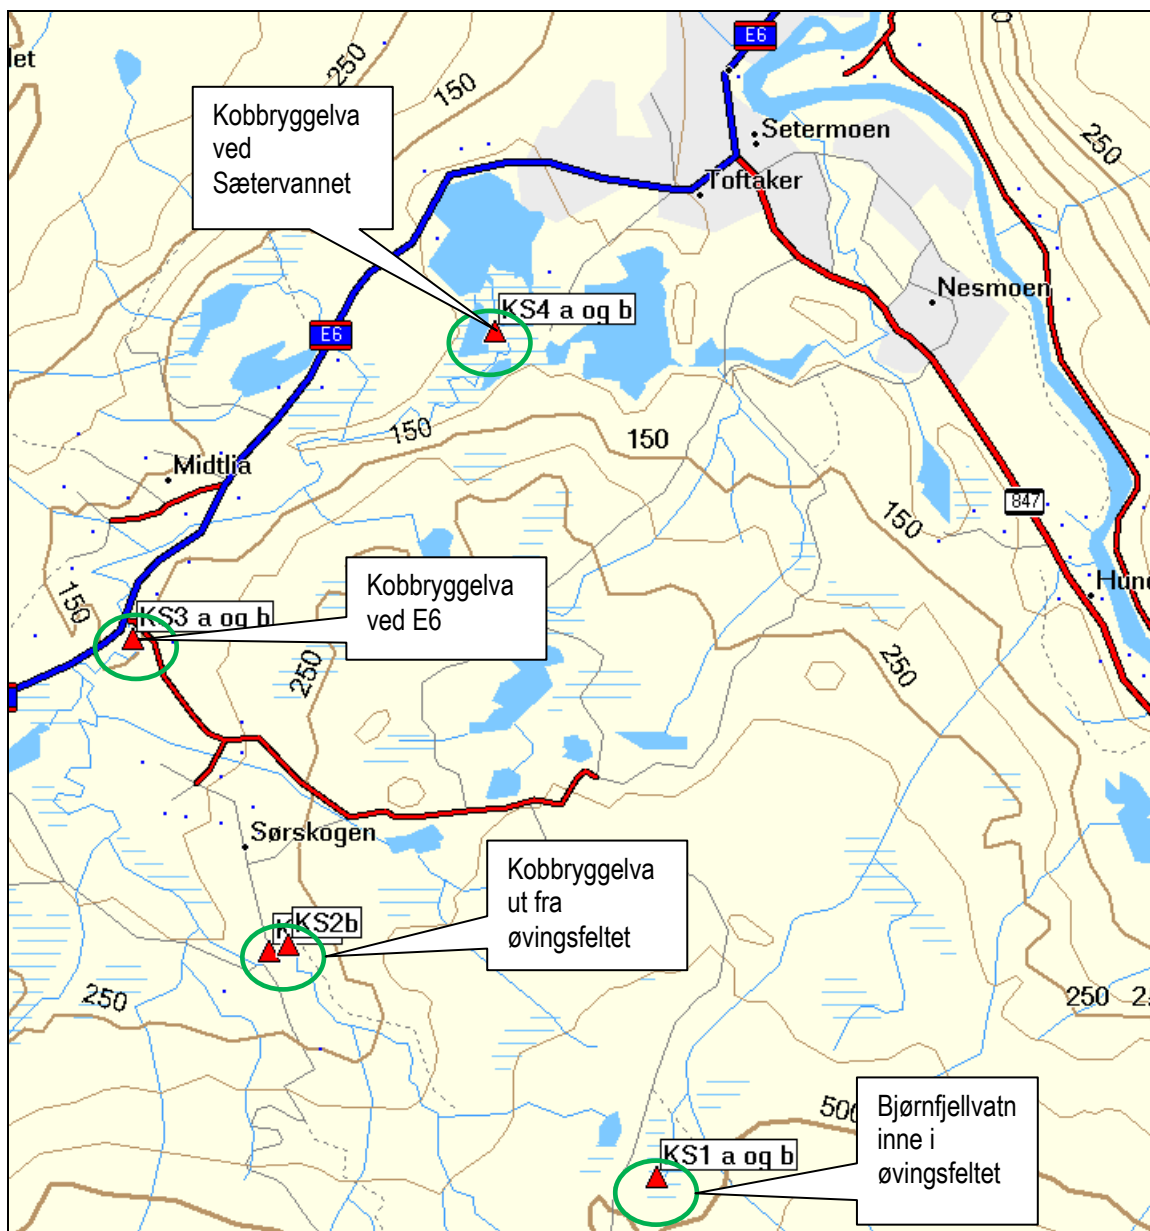 E6
let
250
150
Kobbryggelva
ved
Sætervannet
Setermoen
Toftaker
250
KS4 a og b
Nesmoen
E6
150
150
Midtlia
847
150
150
Kobbryggelva
ved E6
KS3 a og b
Hund
250
250
Sørskogen
Kobbryggelva
ut fra
øvingsfeltet
KS2b
250
250
Bjørnfjellvatn
inne i
øvingsfeltet
KS1 a og b